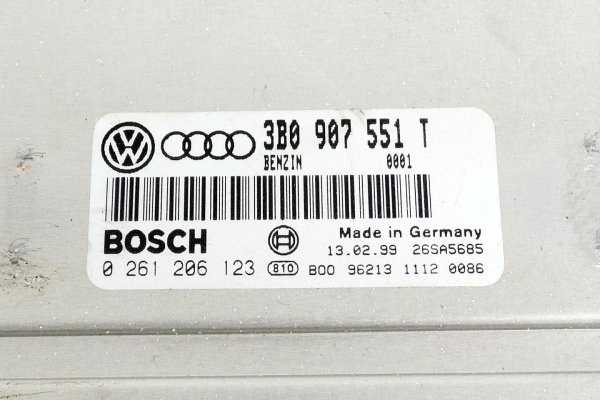 3B0 907 551 T
BENZIN 0001
BOSCH
Made in Germany
13.02.99 26SA5685
0 261 206 123 810 B00 96213 1112 0086